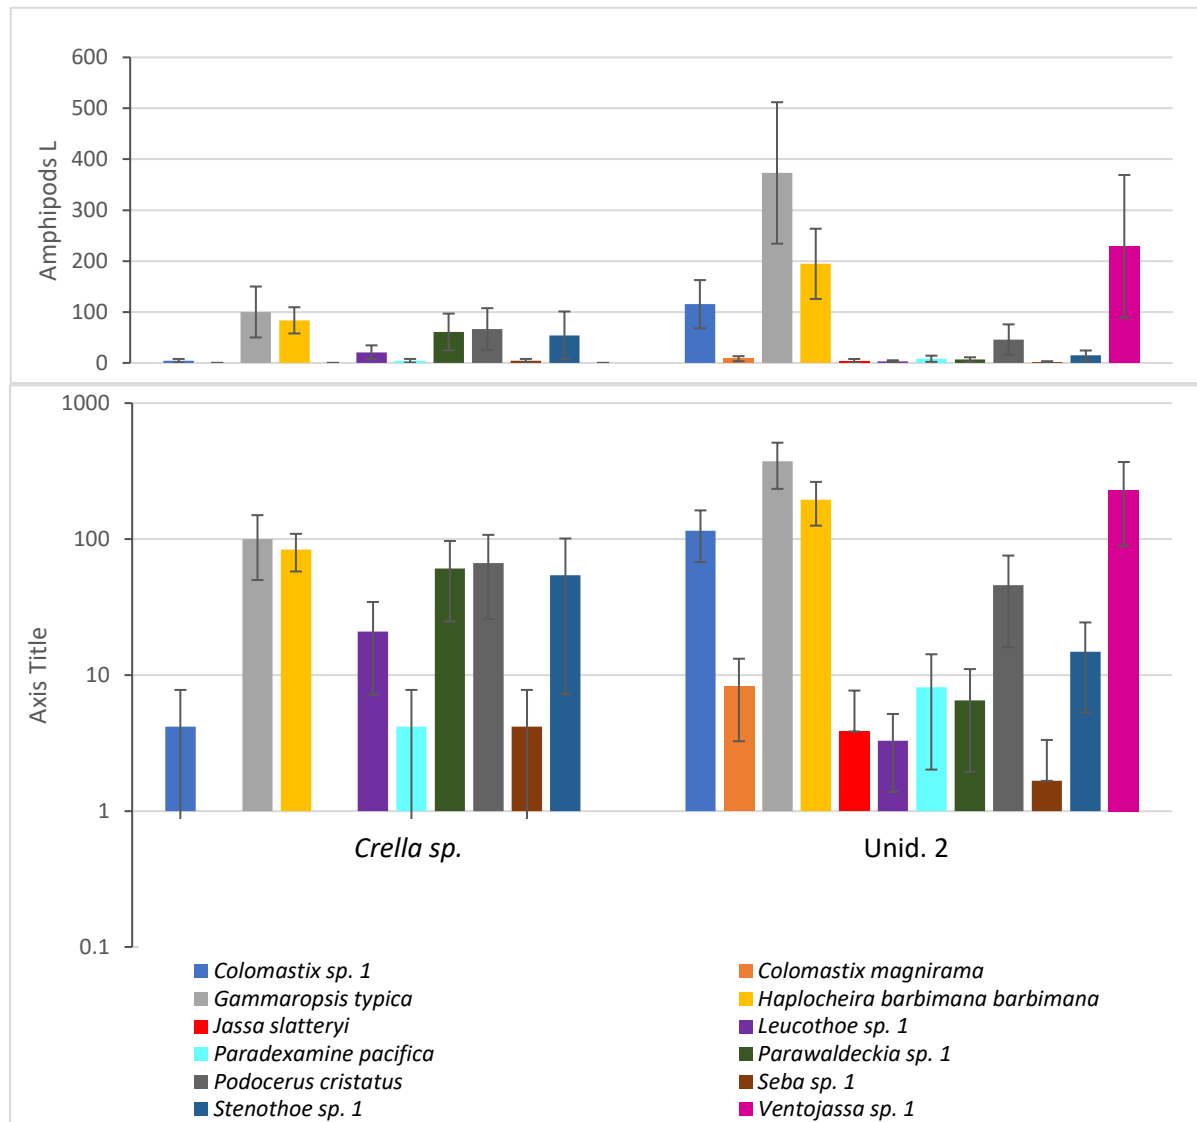 600
500
400
300
200
100
0
Amphipods L
1000
100
10
1
0.1
Axis Title
Crella sp.
Unid. 2
Colomastix sp. 1
Colomastix magnirama
Gammaropsis typica
Haplocheira barbimana barbimana
Jassa slatteryi
Leucothoe sp. 1
Paradexamine pacifica
Parawaldeckia sp. 1
Podocerus cristatus
Seba sp. 1
Stenothoe sp. 1
Ventojassa sp. 1